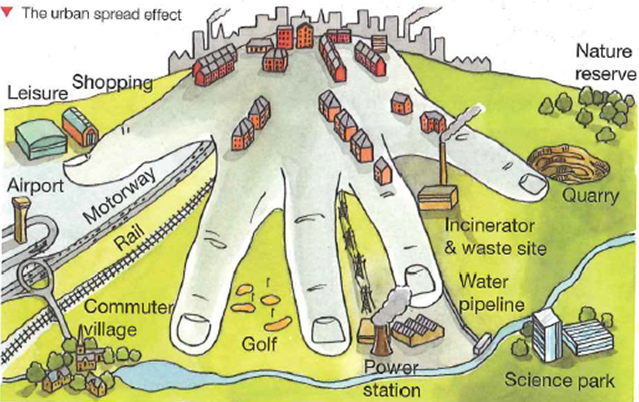 The urban spread effect
Nature
reserve
Shopping
Leisure
Airport
Motorway
Quarry
Rail
Incinerator
& waste site
Water
pipeline
Commuter
village
Golf
Power
station
Science park